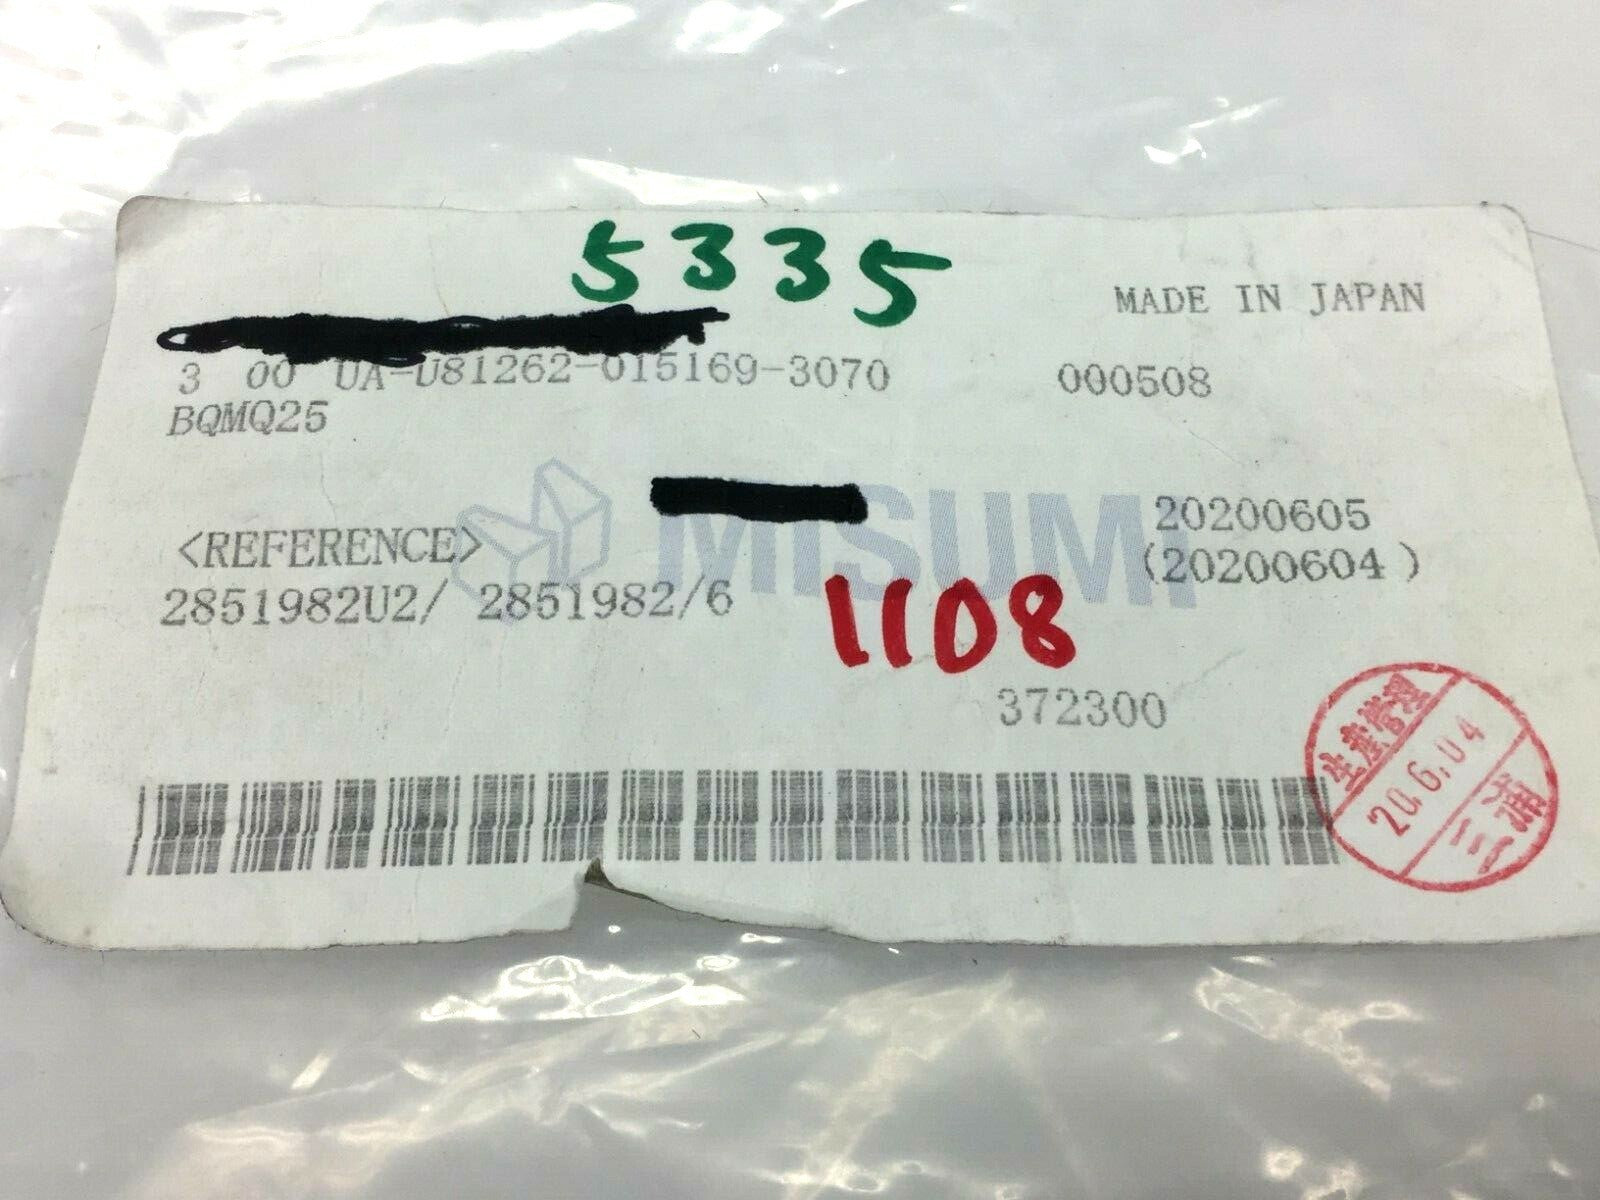 5335
MADE IN JAPAN
3 00 UA-U81262-015169-3070 000508
BQMQ25
MISUMI
20200605
<REFERENCE>
(20200604 )
2851982U2/ 2851982/6
1108
372300
生産管理
'20.6.04
三浦